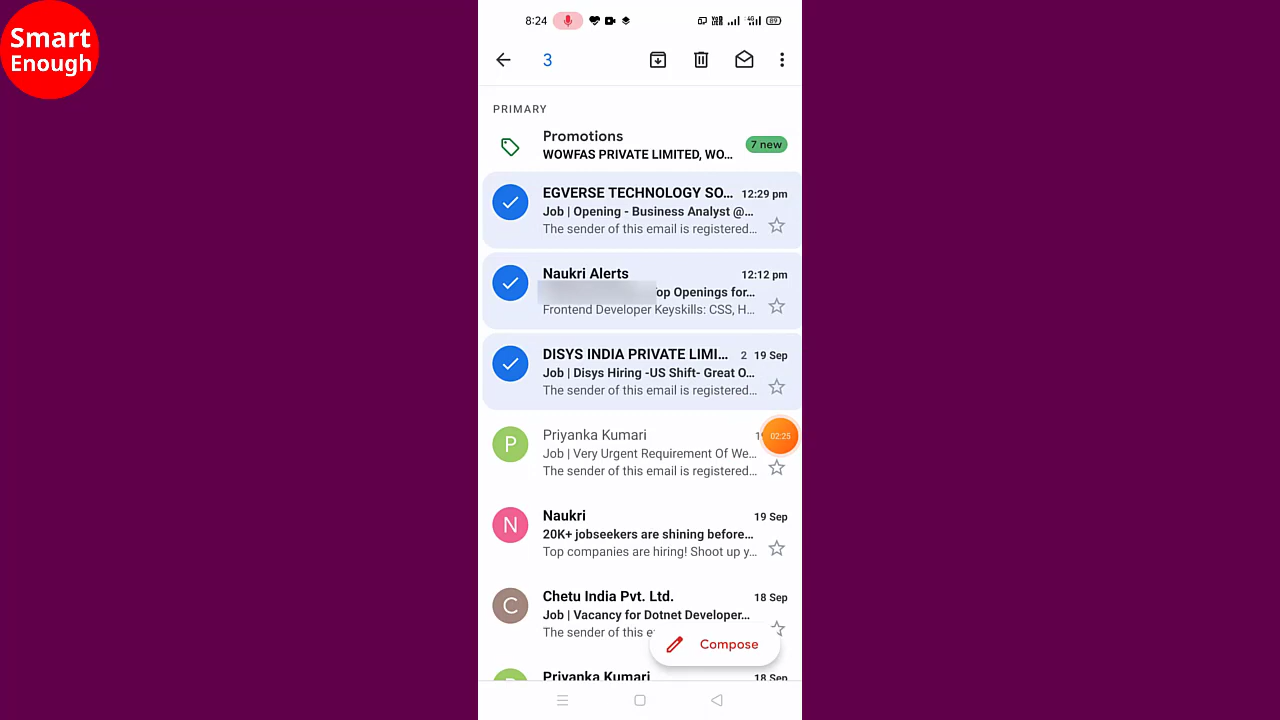 Smart
Enough
8:24
89
3
PRIMARY
Promotions
WOWFAS PRIVATE LIMITED, WO...
7 new
EGVERSE TECHNOLOGY SO... 12:29 pm
Job | Opening - Business Analyst @...
The sender of this email is registered...
Naukri Alerts 12:12 pm
op Openings for...
Frontend Developer Keyskills: CSS, H...
DISYS INDIA PRIVATE LIMI... 2 19 Sep
Job | Disys Hiring -US Shift- Great O...
The sender of this email is registered...
P
Priyanka Kumari
02:25
Job | Very Urgent Requirement Of We...
The sender of this email is registered...
N
Naukri 19 Sep
20K+ jobseekers are shining before...
Top companies are hiring! Shoot up y...
C
Chetu India Pvt. Ltd. 18 Sep
Job | Vacancy for Dotnet Developer...
The sender of this e
Compose
Priyanka Kumari 18 Sep